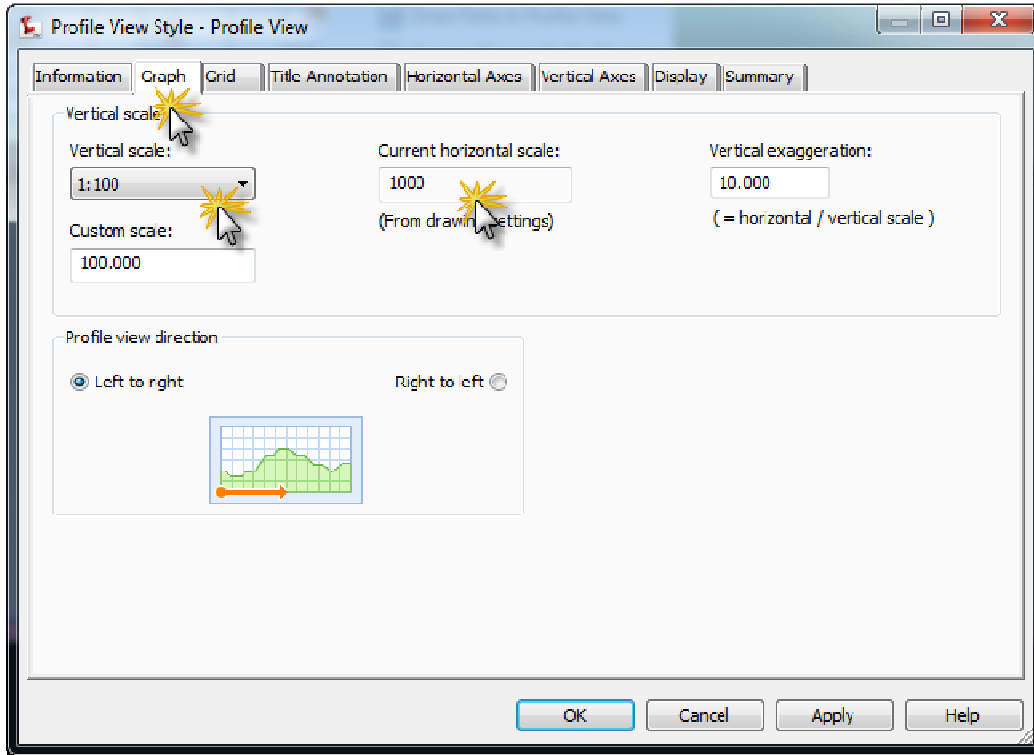 Profile View Style - Profile View
Information Graph Grid Title Annotation Horizontal Axes Vertical Axes Display Summary
Vertical scale
Vertical scale: Current horizontal scale: Vertical exaggeration:
1:100 1000 10.000
(From drawing settings) ( = horizontal / vertical scale )
Custom scale:
100.000
Profile view direction
Left to right Right to left
OK Cancel Apply Help